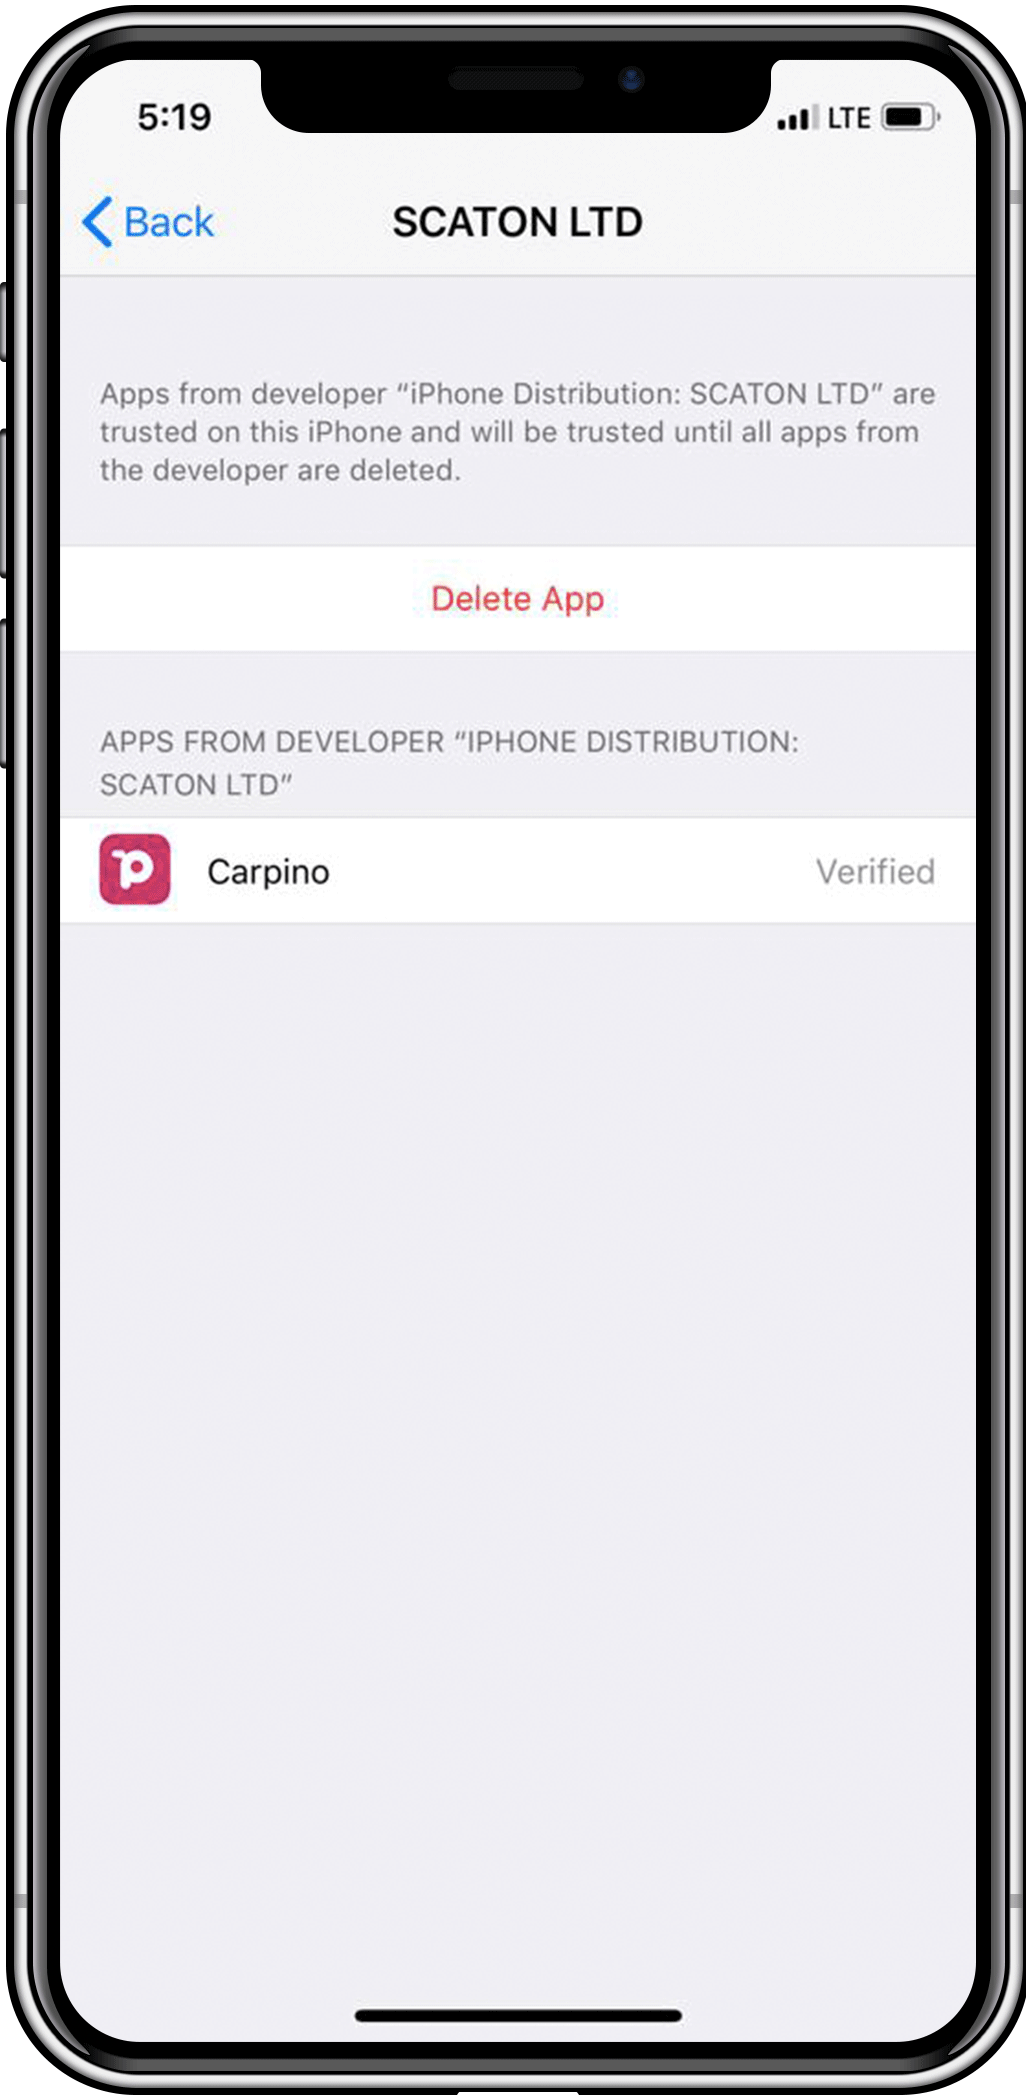 5:19 LTE
Back SCATON LTD
Apps from developer “iPhone Distribution: SCATON LTD” are
trusted on this iPhone and will be trusted until all apps from
the developer are deleted.
Delete App
APPS FROM DEVELOPER “IPHONE DISTRIBUTION:
SCATON LTD”
Carpino Verified